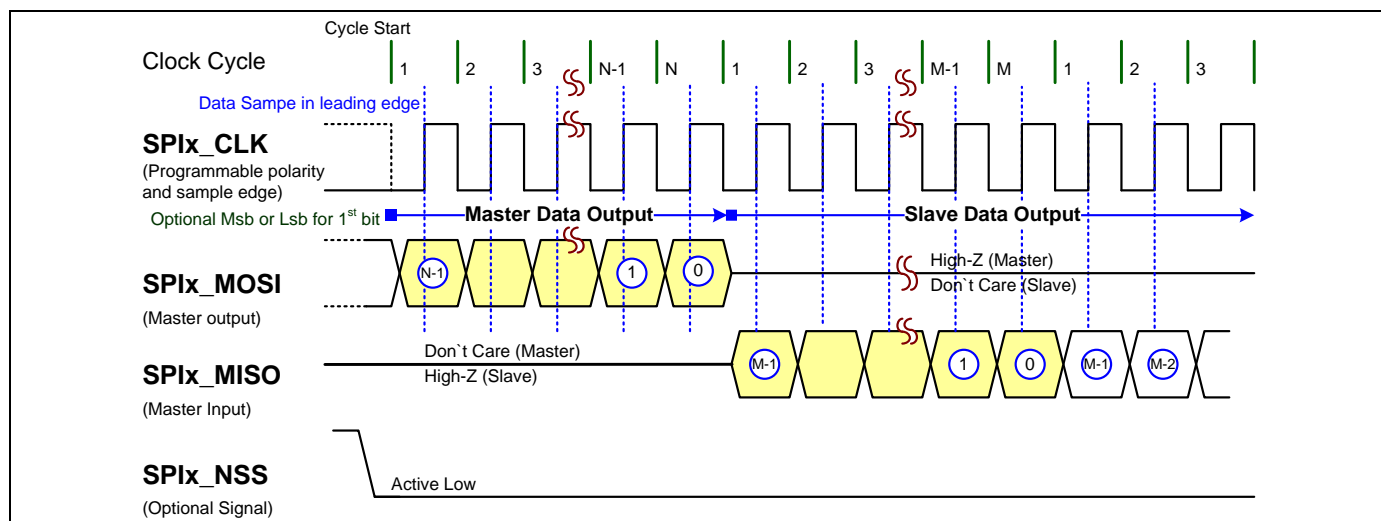 Cycle Start
Clock Cycle
1 2 3 N-1 N 1 2 3 M-1 M 1 2 3
Data Sampe in leading edge
SPIx_CLK
(Programmable polarity
and sample edge)
Optional Msb or Lsb for 1st bit
Master Data Output
Slave Data Output
N-1 1 0
High-Z (Master)
Don`t Care (Slave)
SPIx_MOSI
(Master output)
Don`t Care (Master)
High-Z (Slave)
M-1 1 0 M-1 M-2
SPIx_MISO
(Master Input)
SPIx_NSS
(Optional Signal)
Active Low